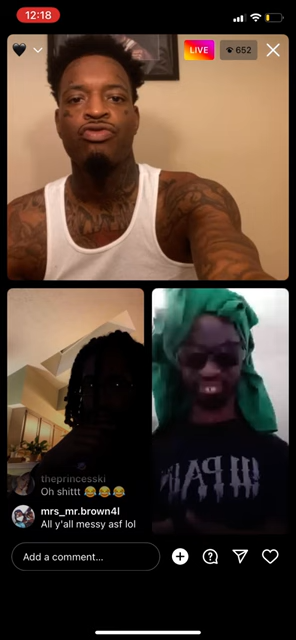 12:18
LIVE
652
theprincesski
Oh shittt 😂😂😂
mrs_mr.brown4l
All y'all messy asf lol
Add a comment...